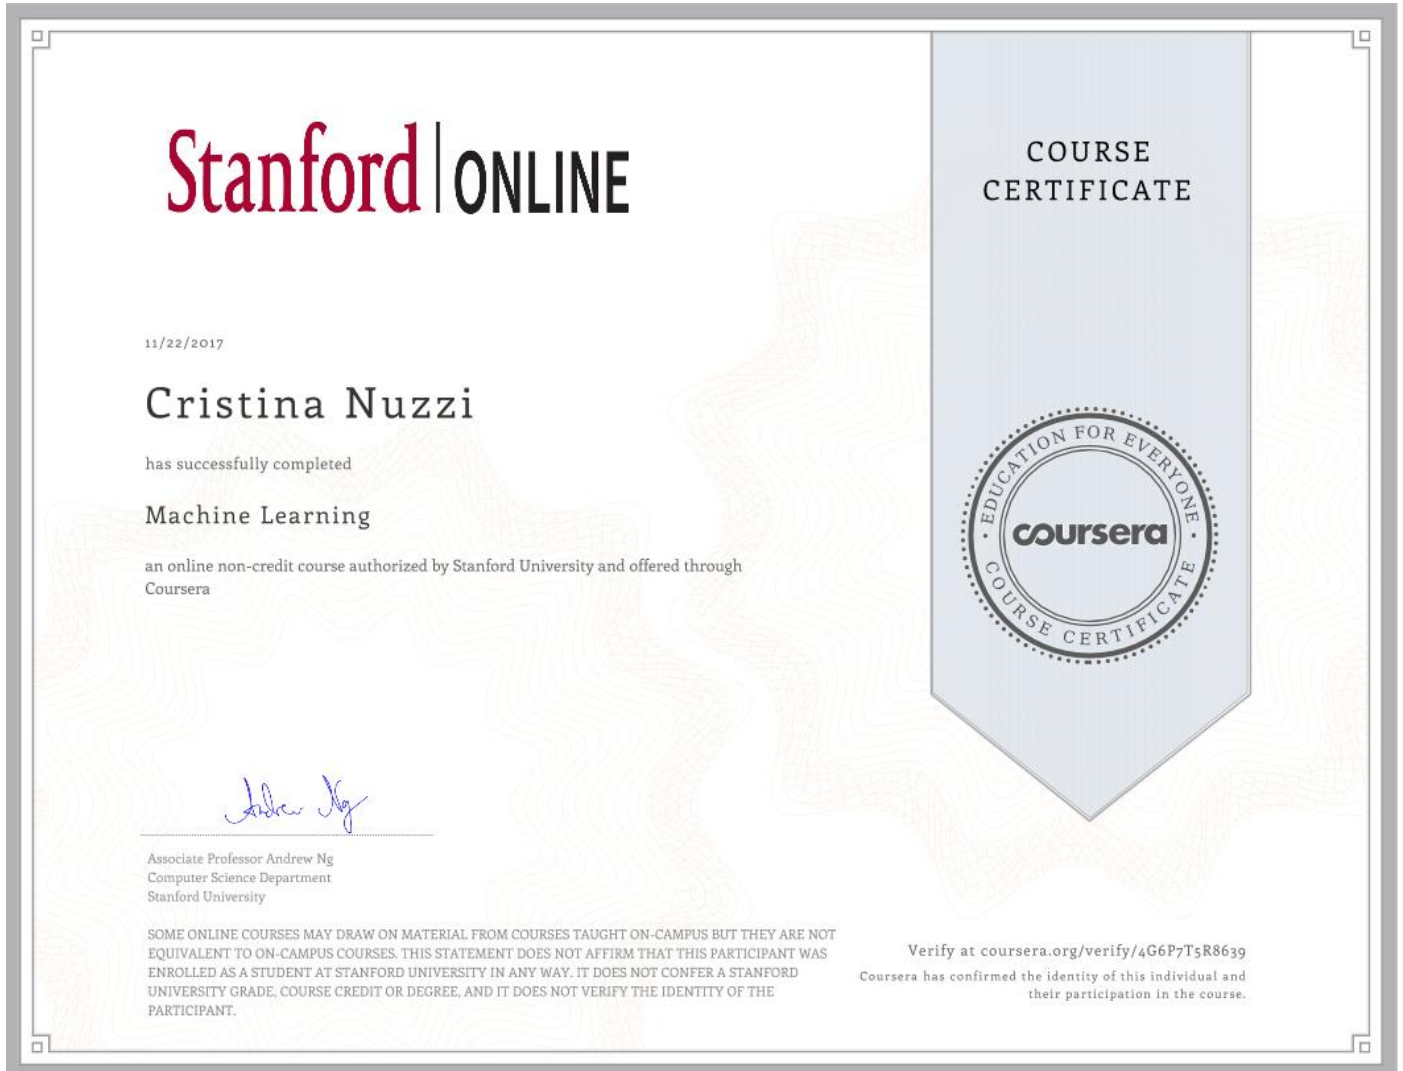 Stanford | ONLINE
COURSE
CERTIFICATE
11/22/2017
Cristina Nuzzi
has successfully completed
Machine Learning
an online non-credit course authorized by Stanford University and offered through
Coursera
EDUCATION FOR EVERYONE
coursera
COURSE CERTIFICATE
Andrew Ng
Associate Professor Andrew Ng
Computer Science Department
Stanford University
SOME ONLINE COURSES MAY DRAW ON MATERIAL FROM COURSES TAUGHT ON-CAMPUS BUT THEY ARE NOT
EQUIVALENT TO ON-CAMPUS COURSES. THIS STATEMENT DOES NOT AFFIRM THAT THIS PARTICIPANT WAS
ENROLLED AS A STUDENT AT STANFORD UNIVERSITY IN ANY WAY. IT DOES NOT CONFER A STANFORD
UNIVERSITY GRADE, COURSE CREDIT OR DEGREE, AND IT DOES NOT VERIFY THE IDENTITY OF THE
PARTICIPANT.
Verify at coursera.org/verify/4G6P7T5R8639
Coursera has confirmed the identity of this individual and
their participation in the course.